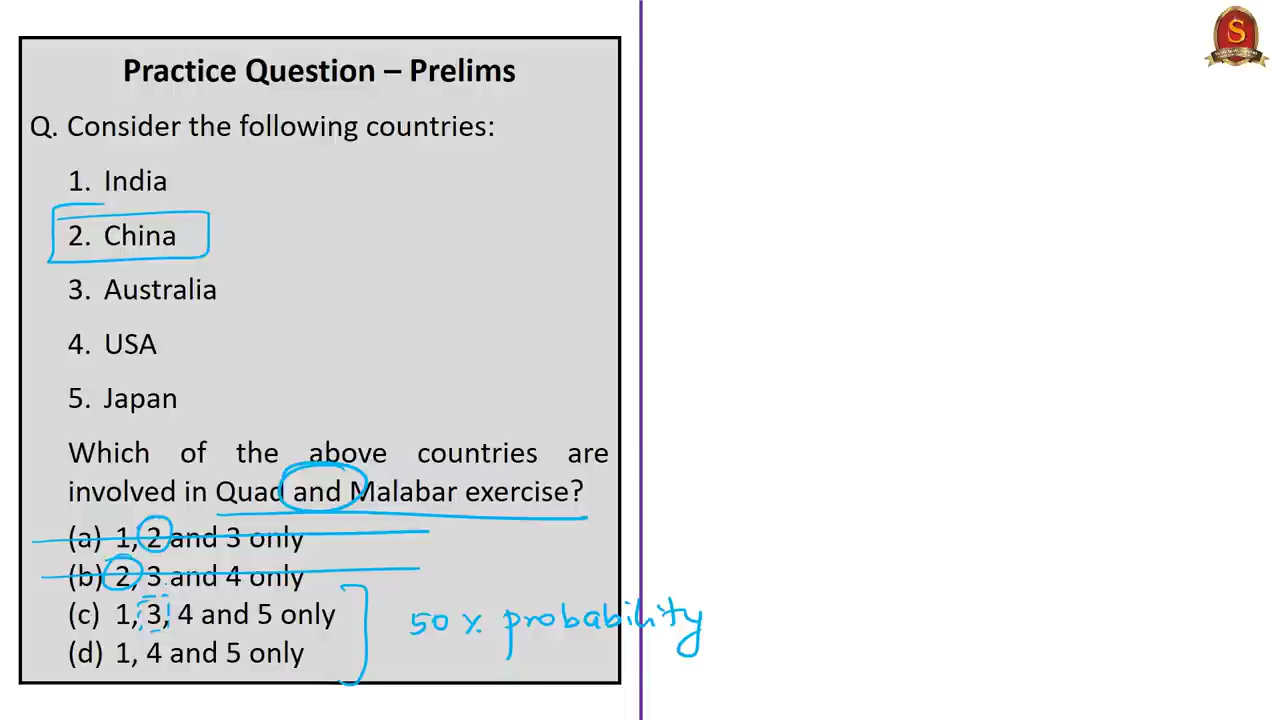 Practice Question – Prelims
Q. Consider the following countries:
1. India
2. China
3. Australia
4. USA
5. Japan
Which of the above countries are
involved in Quad and Malabar exercise?
(a) 1, 2 and 3 only
(b) 2, 3 and 4 only
(c) 1, 3, 4 and 5 only
(d) 1, 4 and 5 only
50 % probability
S